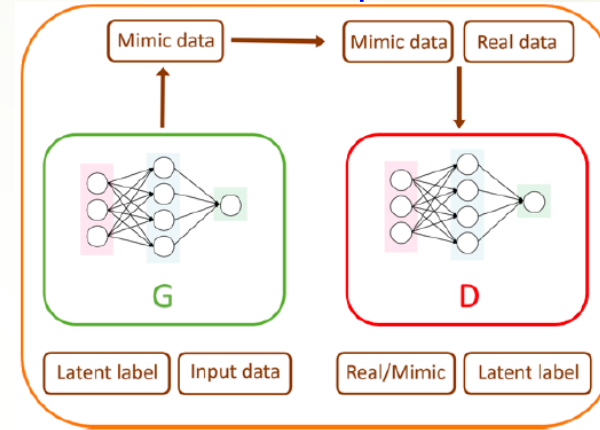 Mimic data
Mimic data
Real data
G
D
Latent label
Input data
Real/Mimic
Latent label